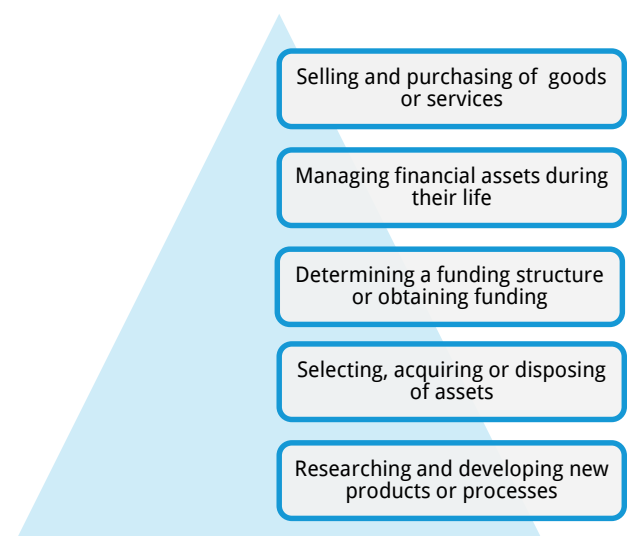 Selling and purchasing of  goods
or services
Managing financial assets during
their life
Determining a funding structure
or obtaining funding
Selecting, acquiring or disposing
of assets
Researching and developing new
products or processes